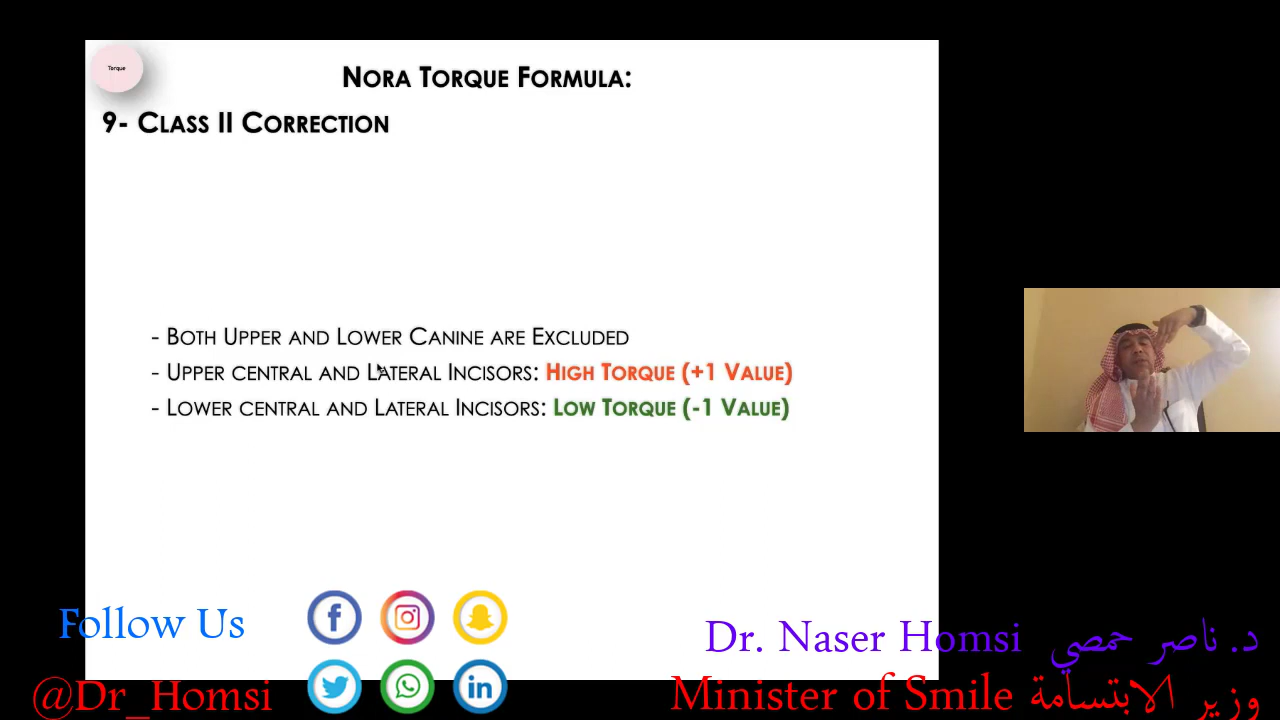 Torque
NORA TORQUE FORMULA:
9- CLASS II CORRECTION
- BOTH UPPER AND LOWER CANINE ARE EXCLUDED
- UPPER CENTRAL AND LATERAL INCISORS: HIGH TORQUE (+1 VALUE)
- LOWER CENTRAL AND LATERAL INCISORS: LOW TORQUE (-1 VALUE)
Follow Us
@Dr_Homsi
Dr. Naser Homsi د. ناصر حمصي
Minister of Smile وزير الابتسامة